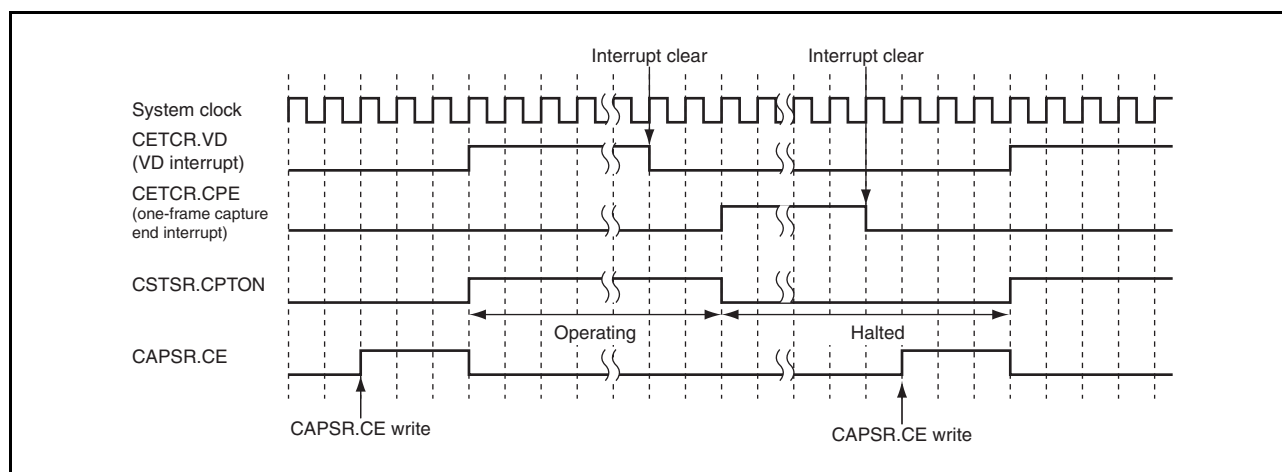 Interrupt clear
Interrupt clear
System clock
CETCR.VD
(VD interrupt)
CETCR.CPE
(one-frame capture
end interrupt)
CSTSR.CPTON
Operating
Halted
CAPSR.CE
CAPSR.CE write
CAPSR.CE write